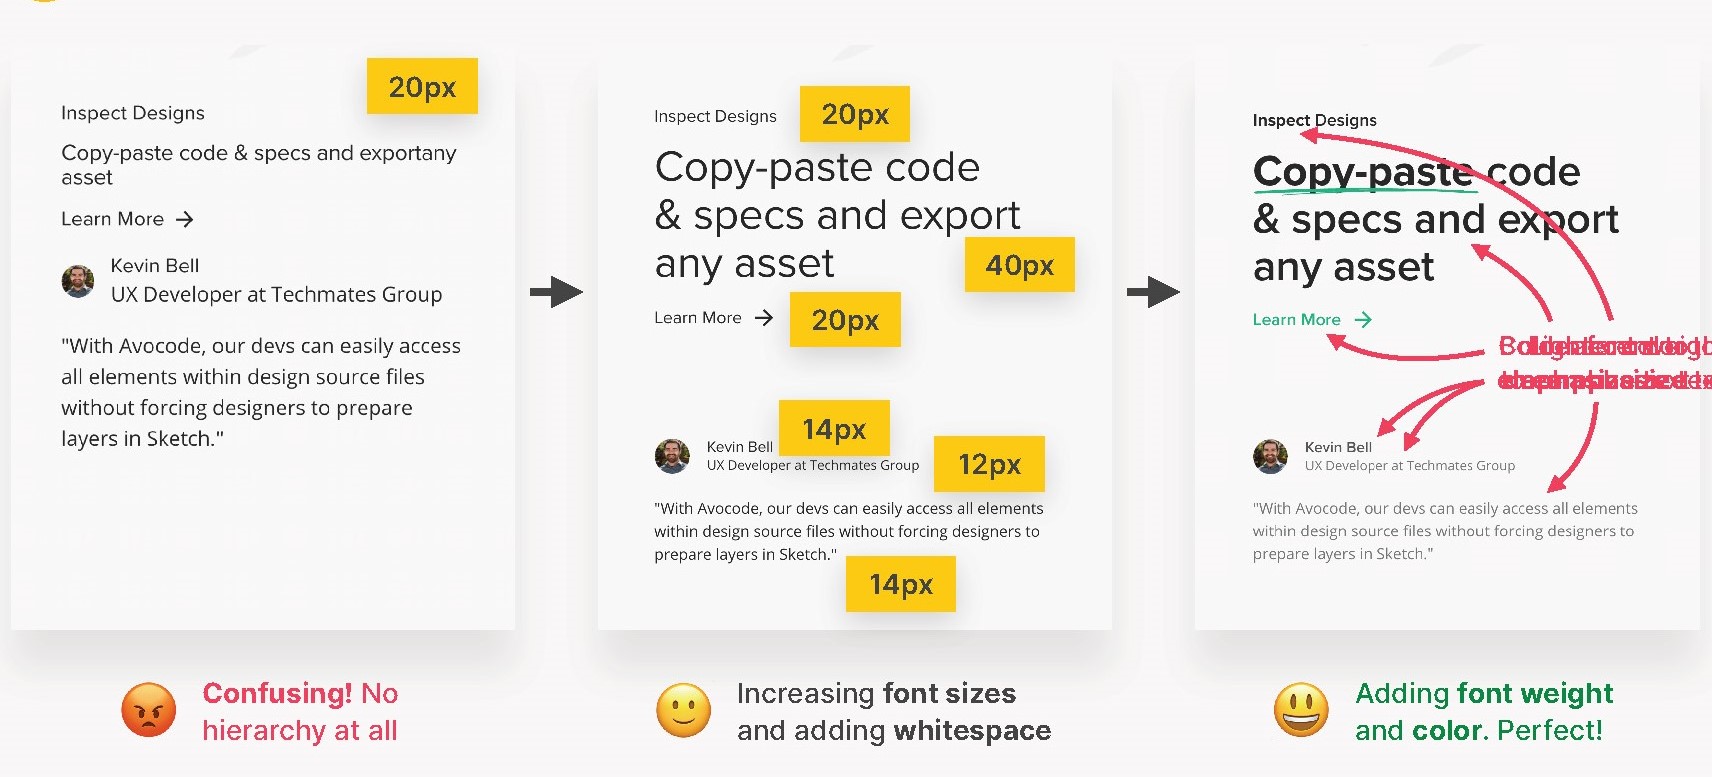 20px
Inspect Designs
Copy-paste code & specs and exportany
asset
Learn More →
Kevin Bell
UX Developer at Techmates Group
"With Avocode, our devs can easily access
all elements within design source files
without forcing designers to prepare
layers in Sketch."
Confusing! No
hierarchy at all
Inspect Designs
20px
Copy-paste code
& specs and export
any asset
40px
Learn More →
20px
14px
Kevin Bell
UX Developer at Techmates Group
12px
"With Avocode, our devs can easily access all elements
within design source files without forcing designers to
prepare layers in Sketch."
14px
Increasing font sizes
and adding whitespace
Inspect Designs
Copy-paste code
& specs and export
any asset
Learn More →
Kevin Bell
UX Developer at Techmates Group
"With Avocode, our devs can easily access all elements
within design source files without forcing designers to
prepare layers in Sketch."
Adding font weight
and color. Perfect!